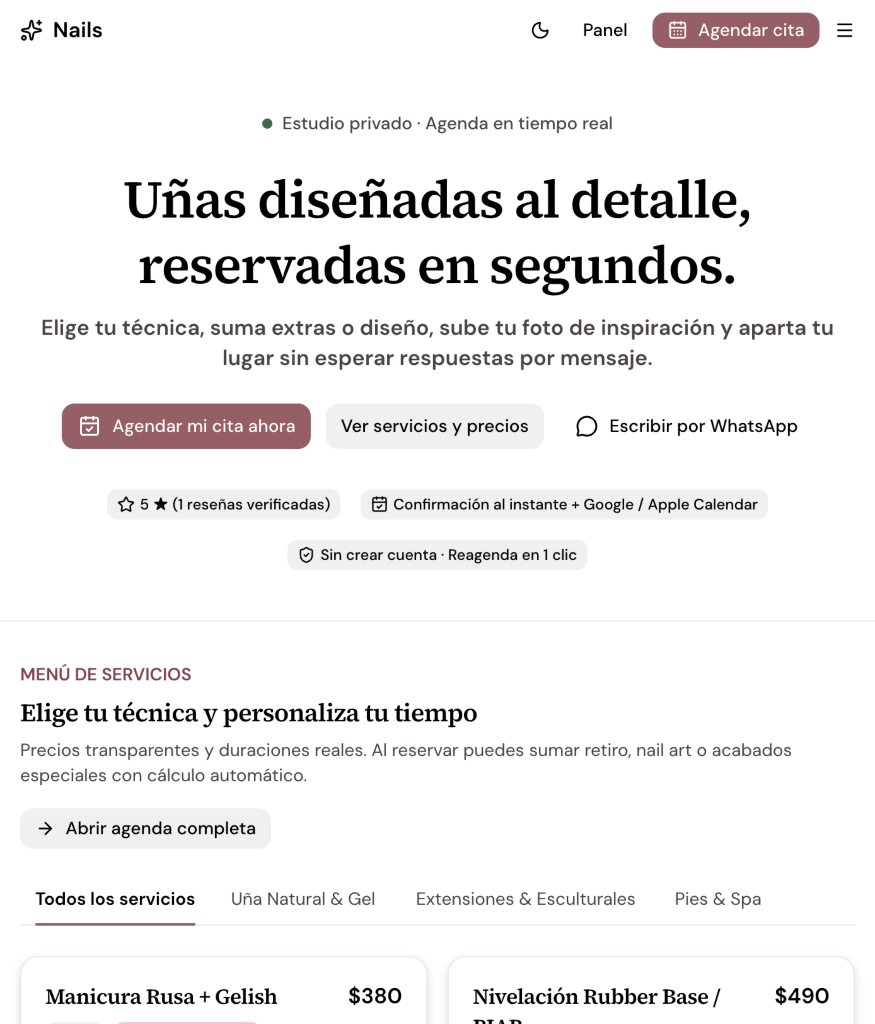 Nails
Panel
Agendar cita
Estudio privado · Agenda en tiempo real
Uñas diseñadas al detalle,
reservadas en segundos.
Elige tu técnica, suma extras o diseño, sube tu foto de inspiración y aparta tu
lugar sin esperar respuestas por mensaje.
Agendar mi cita ahora
Ver servicios y precios
Escribir por WhatsApp
5 ★ (1 reseñas verificadas)
Confirmación al instante + Google / Apple Calendar
Sin crear cuenta · Reagenda en 1 clic
MENÚ DE SERVICIOS
Elige tu técnica y personaliza tu tiempo
Precios transparentes y duraciones reales. Al reservar puedes sumar retiro, nail art o acabados
especiales con cálculo automático.
Abrir agenda completa
Todos los servicios
Uña Natural & Gel
Extensiones & Esculturales
Pies & Spa
Manicura Rusa + Gelish
$380
Nivelación Rubber Base /
$490